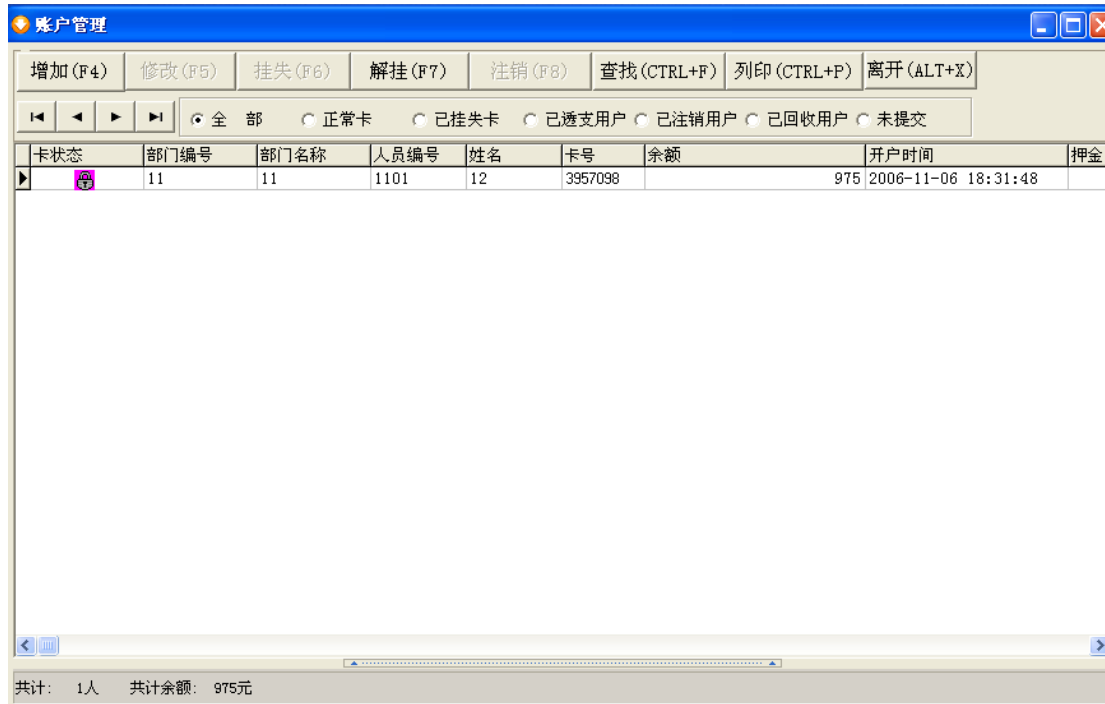 账户管理
增加(F4) 修改(F5) 挂失(F6) 解挂(F7) 注销(F8) 查找(CTRL+F) 列印(CTRL+P) 离开(ALT+X)
全 部 正常卡 已挂失卡 已透支用户 已注销用户 已回收用户 未提交
卡状态 部门编号 部门名称 人员编号 姓名 卡号 余额 开户时间 押金
11 11 1101 12 3957098 975 2006-11-06 18:31:48
共计: 1人 共计余额: 975元